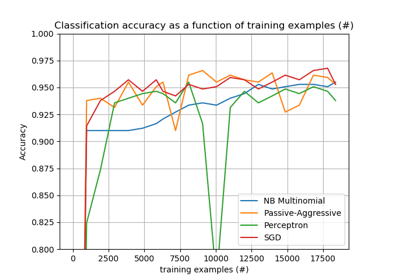 Classification accuracy as a function of training examples (#)
1.000
0.975
0.950
0.925
0.900
0.875
0.850
0.825
0.800
Accuracy
NB Multinomial
Passive-Aggressive
Perceptron
SGD
0 2500 5000 7500 10000 12500 15000 17500
training examples (#)